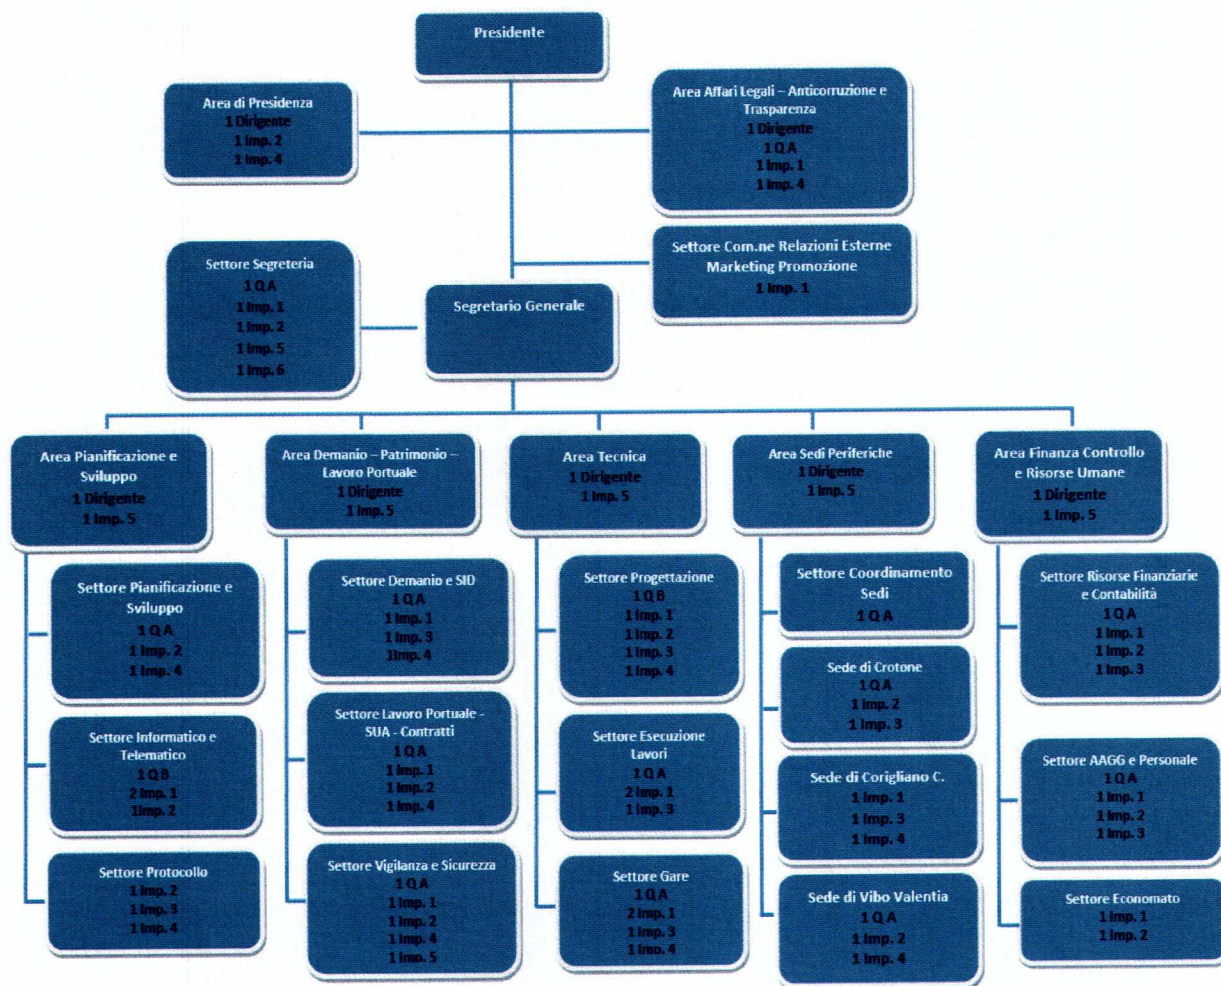 Presidente
Area di Presidenza
1 Dirigente
1 Imp. 2
1 Imp. 4
Area Affari Legali – Anticorruzione e
Trasparenza
1 Dirigente
1 Q A
1 Imp. 1
1 Imp. 4
Settore Com.ne Relazioni Esterne
Marketing Promozione
1 Imp. 1
Settore Segreteria
1 Q A
1 Imp. 1
1 Imp. 2
1 Imp. 5
1 Imp. 6
Segretario Generale
Area Pianificazione e
Sviluppo
1 Dirigente
1 Imp. 5
Area Demanio – Patrimonio –
Lavoro Portuale
1 Dirigente
1 Imp. 5
Area Tecnica
1 Dirigente
1 Imp. 5
Area Sedi Periferiche
1 Dirigente
1 Imp. 5
Area Finanza Controllo
e Risorse Umane
1 Dirigente
1 Imp. 5
Settore Pianificazione e
Sviluppo
1 Q A
1 Imp. 2
1 Imp. 4
Settore Informatico e
Telematico
1 Q B
2 Imp. 1
1Imp. 2
Settore Protocollo
1 Imp. 2
1 Imp. 3
1 Imp. 4
Settore Demanio e SID
1 Q A
1 Imp. 1
1 Imp. 3
1Imp. 4
Settore Lavoro Portuale -
SUA - Contratti
1 Q A
1 Imp. 1
1 Imp. 2
1 Imp. 4
Settore Vigilanza e Sicurezza
1 Q A
1 Imp. 1
1 Imp. 2
1 Imp. 4
1 Imp. 5
Settore Progettazione
1 Q B
1 Imp. 1
1 Imp. 2
1 Imp. 3
1 Imp. 4
Settore Esecuzione
Lavori
1 Q A
2 Imp. 1
1 Imp. 3
Settore Gare
1 Q A
2 Imp. 1
1 Imp. 3
1 Imp. 4
Settore Coordinamento
Sedi
1 Q A
Sede di Crotone
1 Q A
1 Imp. 2
1 Imp. 3
Sede di Corigliano C.
1 Imp. 1
1 Imp. 3
1 Imp. 4
Sede di Vibo Valentia
1 Q A
1 Imp. 2
1 Imp. 4
Settore Risorse Finanziarie
e Contabilità
1 Q A
1 Imp. 1
1 Imp. 2
1 Imp. 3
Settore AAGG e Personale
1 Q A
1 Imp. 1
1 Imp. 2
1 Imp. 3
Settore Economato
1 Imp. 1
1 Imp. 2